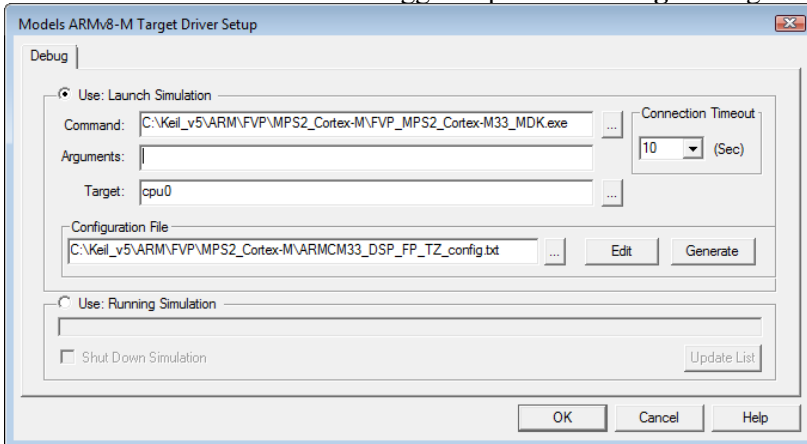 Models ARMv8-M Target Driver Setup
Debug
Use: Launch Simulation
Command: C:\Keil_v5\ARM\FVP\MPS2_Cortex-M\FVP_MPS2_Cortex-M33_MDK.exe ...
Connection Timeout
10 (Sec)
Arguments:
Target: cpu0 ...
Configuration File
C:\Keil_v5\ARM\FVP\MPS2_Cortex-M\ARMCM33_DSP_FP_TZ_config.txt ... Edit Generate
Use: Running Simulation
Shut Down Simulation Update List
OK Cancel Help